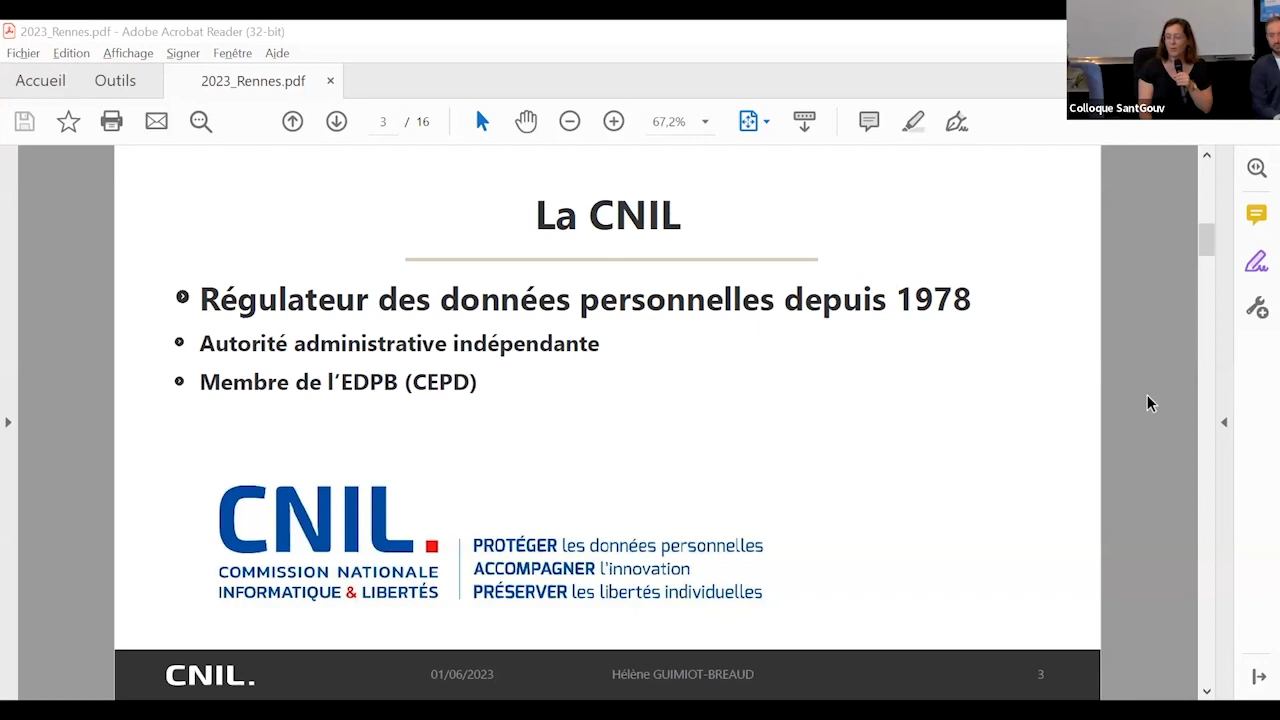 2023_Rennes.pdf - Adobe Acrobat Reader (32-bit)
Fichier Edition Affichage Signer Fenêtre Aide
Accueil Outils 2023_Rennes.pdf ×
3 / 16 67,2%
Colloque SantGouv
La CNIL
Régulateur des données personnelles depuis 1978
Autorité administrative indépendante
Membre de l’EDPB (CEPD)
CNIL.
COMMISSION NATIONALE
INFORMATIQUE & LIBERTÉS
PROTÉGER les données personnelles
ACCOMPAGNER l’innovation
PRÉSERVER les libertés individuelles
CNIL. 01/06/2023 Hélène GUIMIOT-BREAUD 3